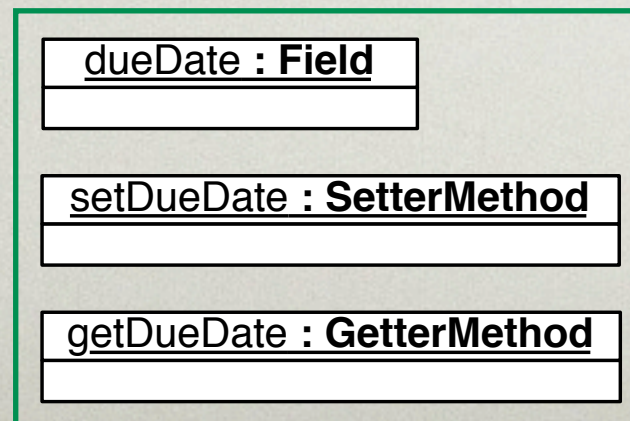 dueDate : Field
setDueDate : SetterMethod
getDueDate : GetterMethod